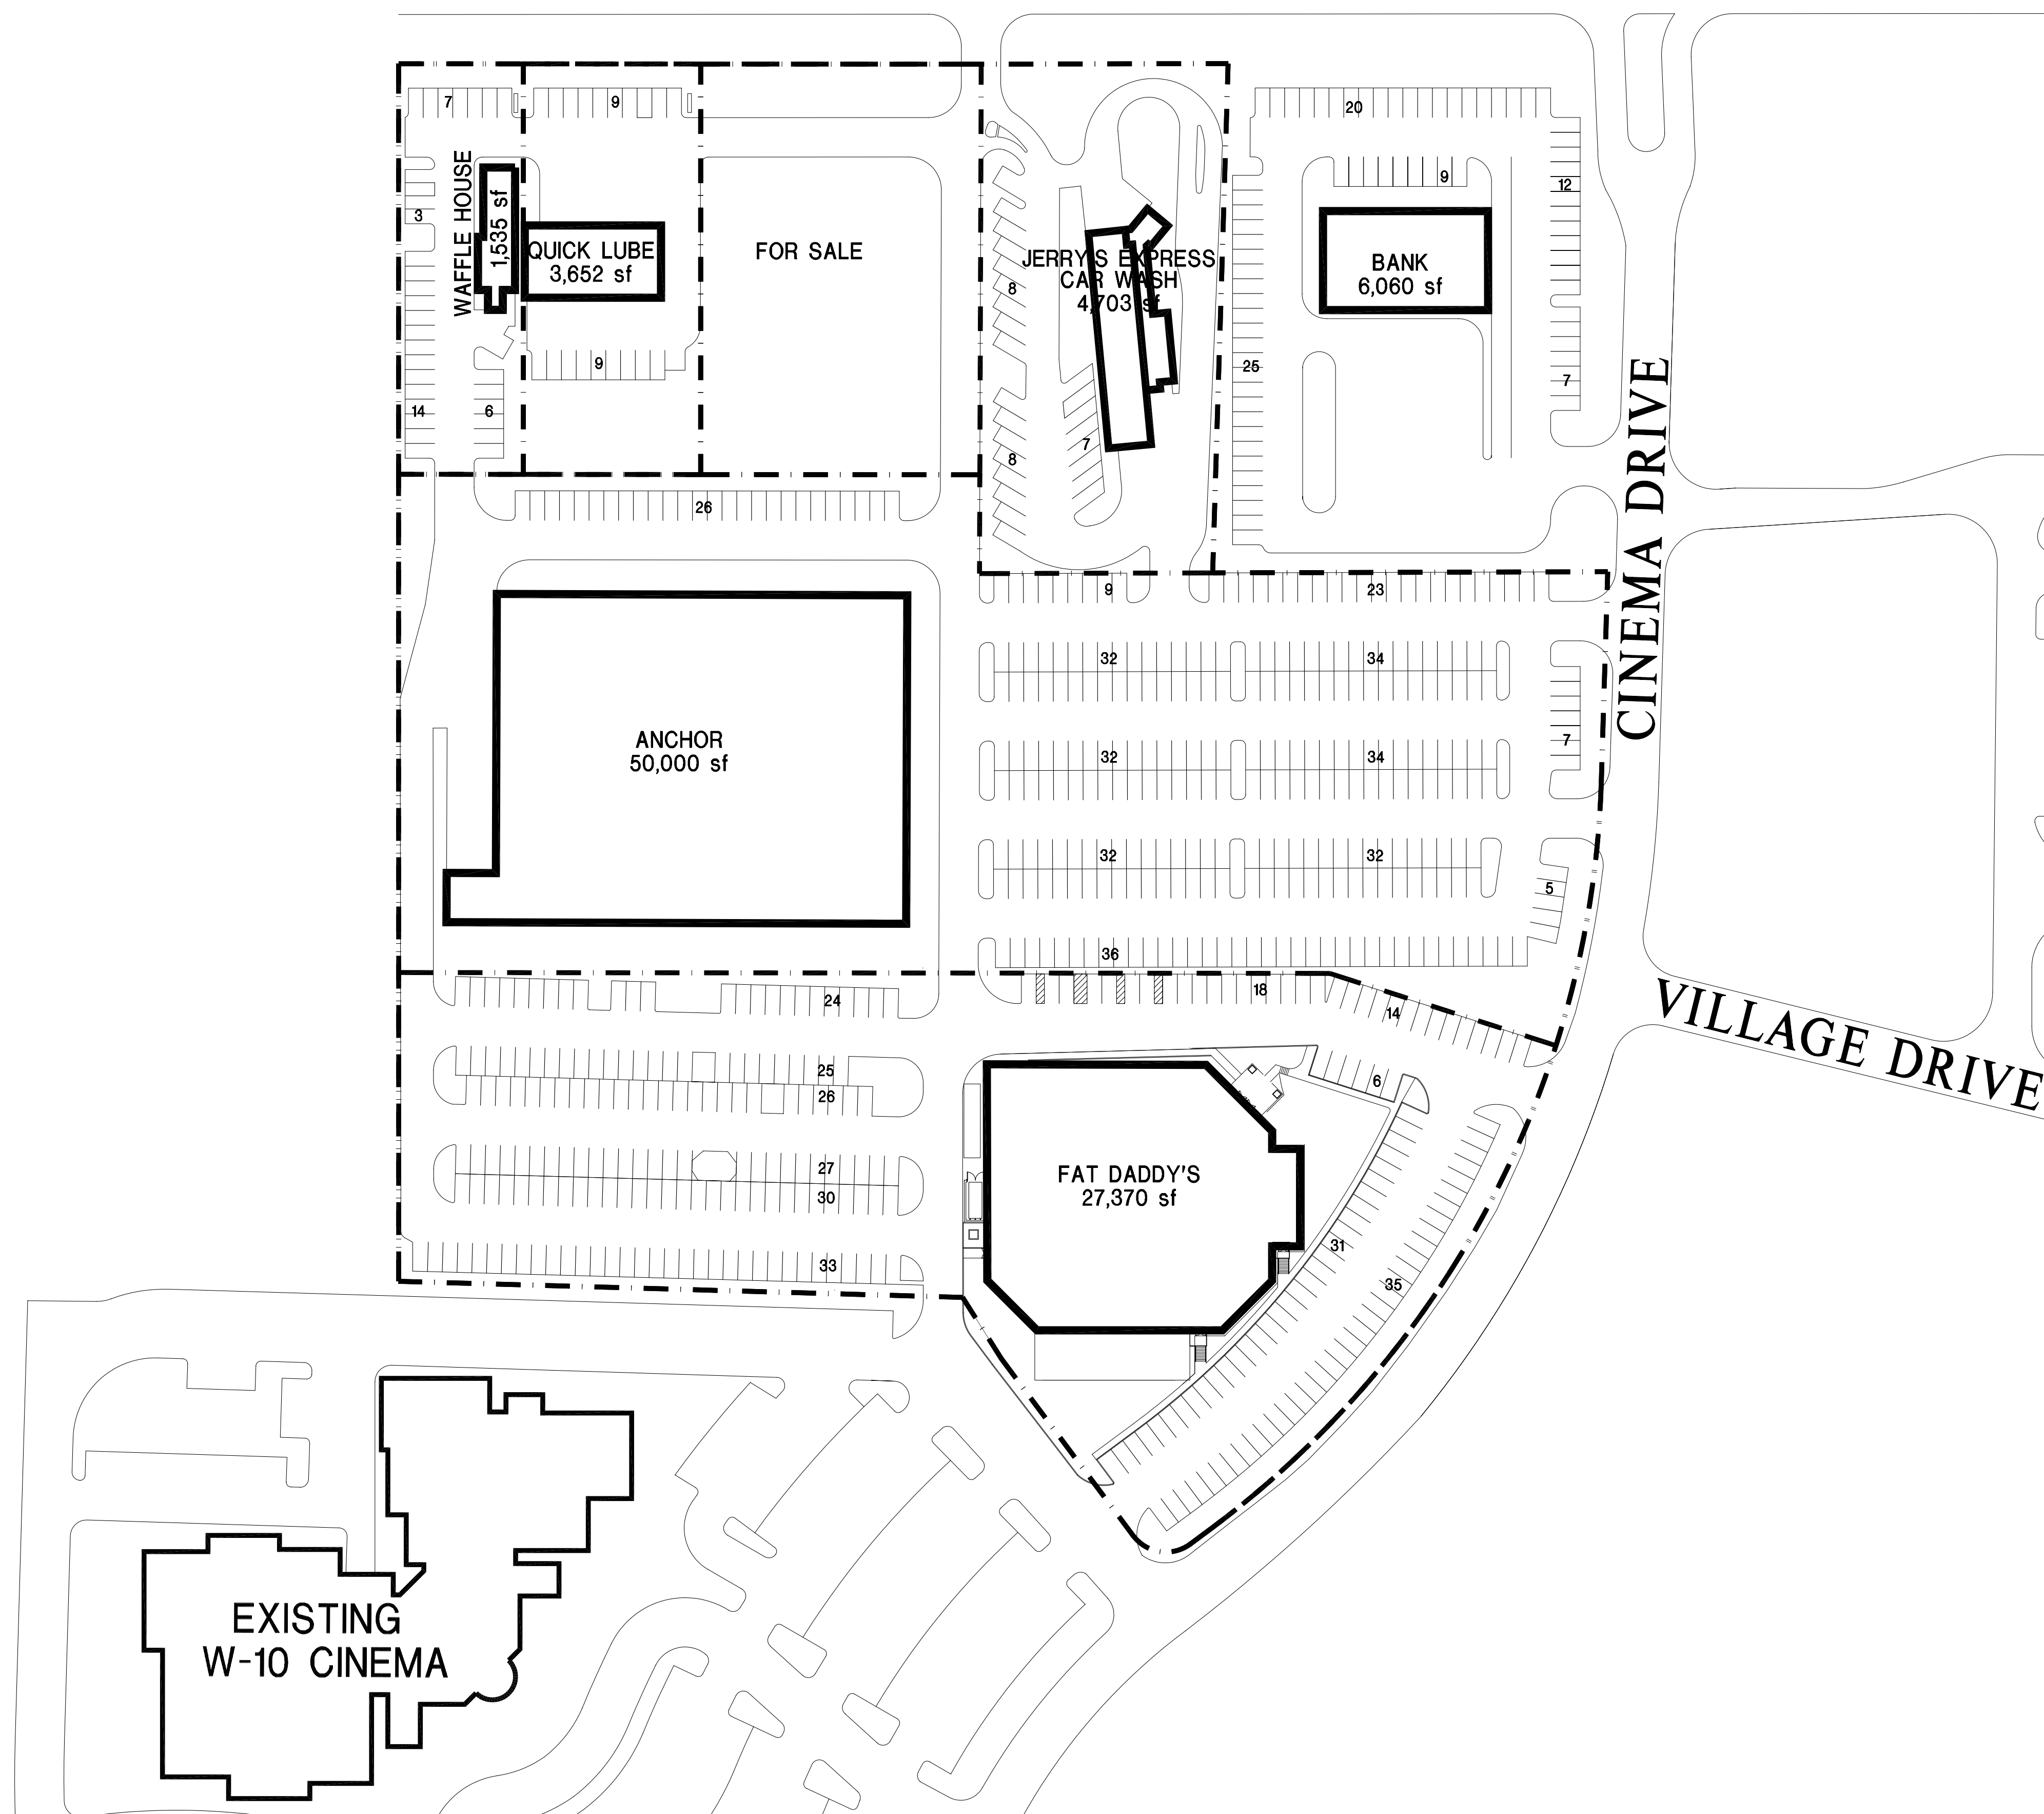 7
9
20
WAFFLE HOUSE
1,535 sf
3
QUICK LUBE
3,652 sf
FOR SALE
JERRY'S EXPRESS
CAR WASH
4,703 sf
8
9
BANK
6,060 sf
12
9
14
6
8
7
25
7
CINEMA DRIVE
26
9
23
32
34
7
ANCHOR
50,000 sf
32
34
32
32
5
36
24
18
14
VILLAGE DRIVE
25
26
6
27
30
FAT DADDY'S
27,370 sf
31
35
33
EXISTING
W-10 CINEMA